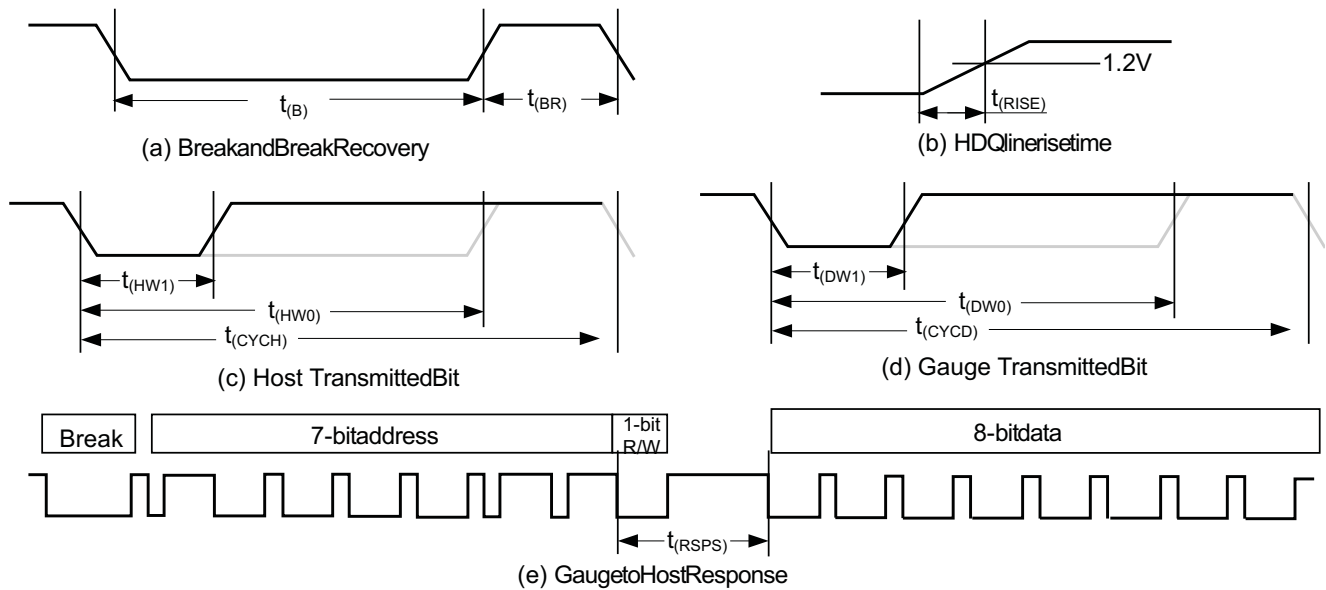 t(B)
t(BR)
(a) BreakandBreakRecovery
1.2V
t(RISE)
(b) HDQlinerisetime
t(HW1)
t(HW0)
t(CYCH)
(c) Host TransmittedBit
t(DW1)
t(DW0)
t(CYCD)
(d) Gauge TransmittedBit
Break
7-bitaddress
1-bit
R/W
8-bitdata
t(RSPS)
(e) GaugetoHostResponse